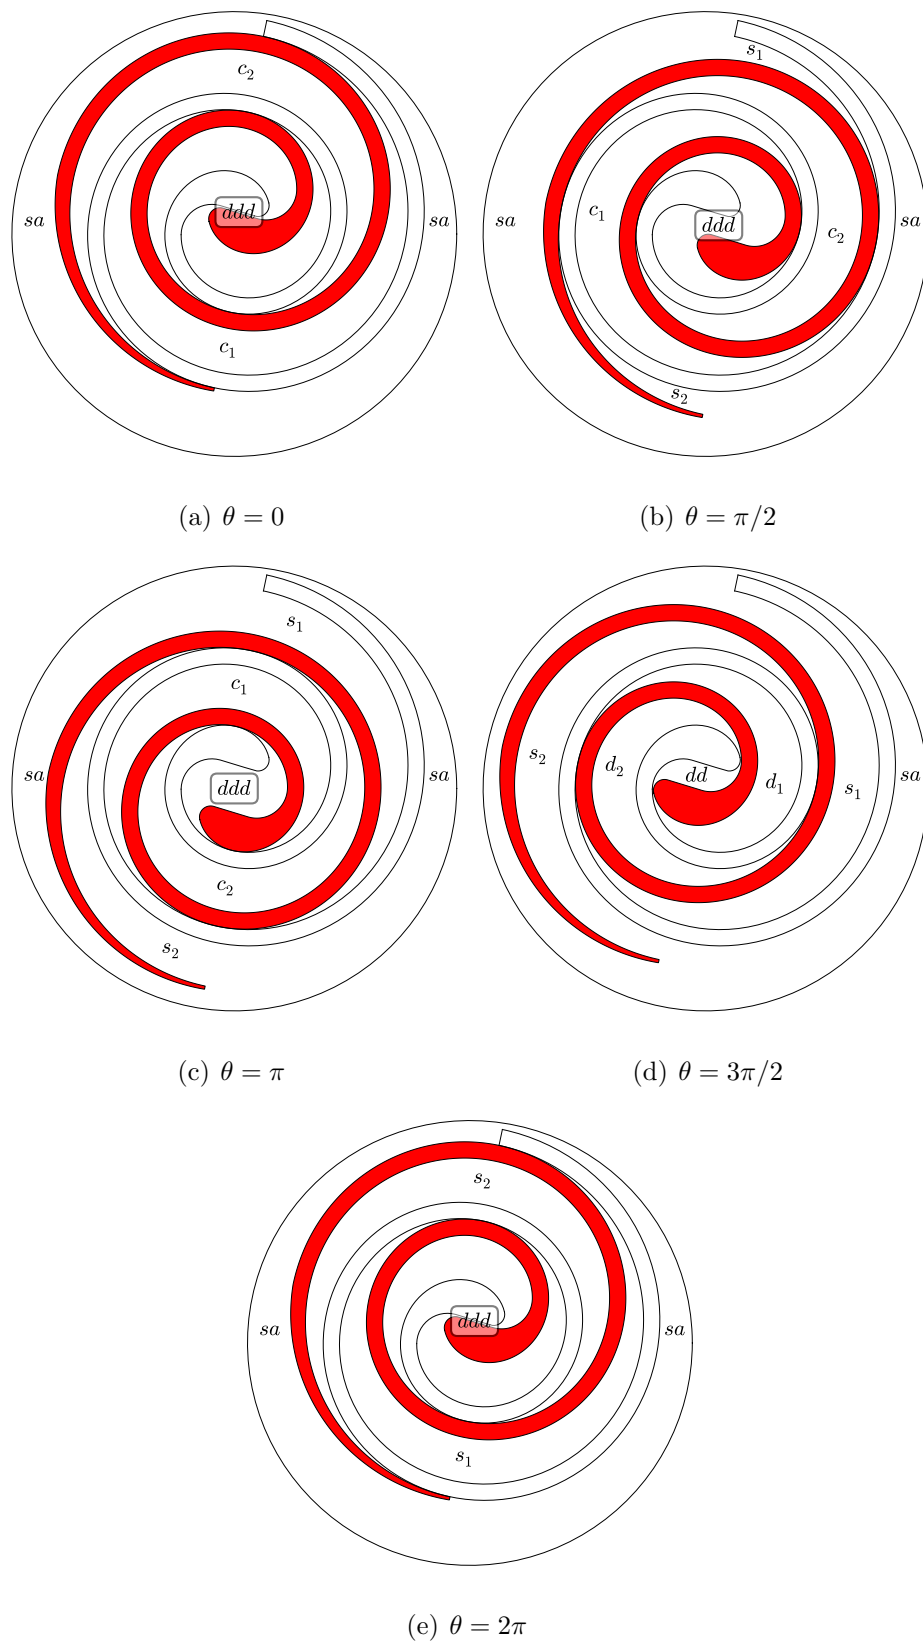 c₂
ddd
sa sa
c₁
(a) θ = 0
s₁
c₁ ddd c₂
sa sa
s₂
(b) θ = π/2
s₁
c₁
sa ddd sa
c₂
s₂
(c) θ = π
s₂ d₂ dd d₁ s₁ sa
(d) θ = 3π/2
s₂
sa ddd sa
s₁
(e) θ = 2π